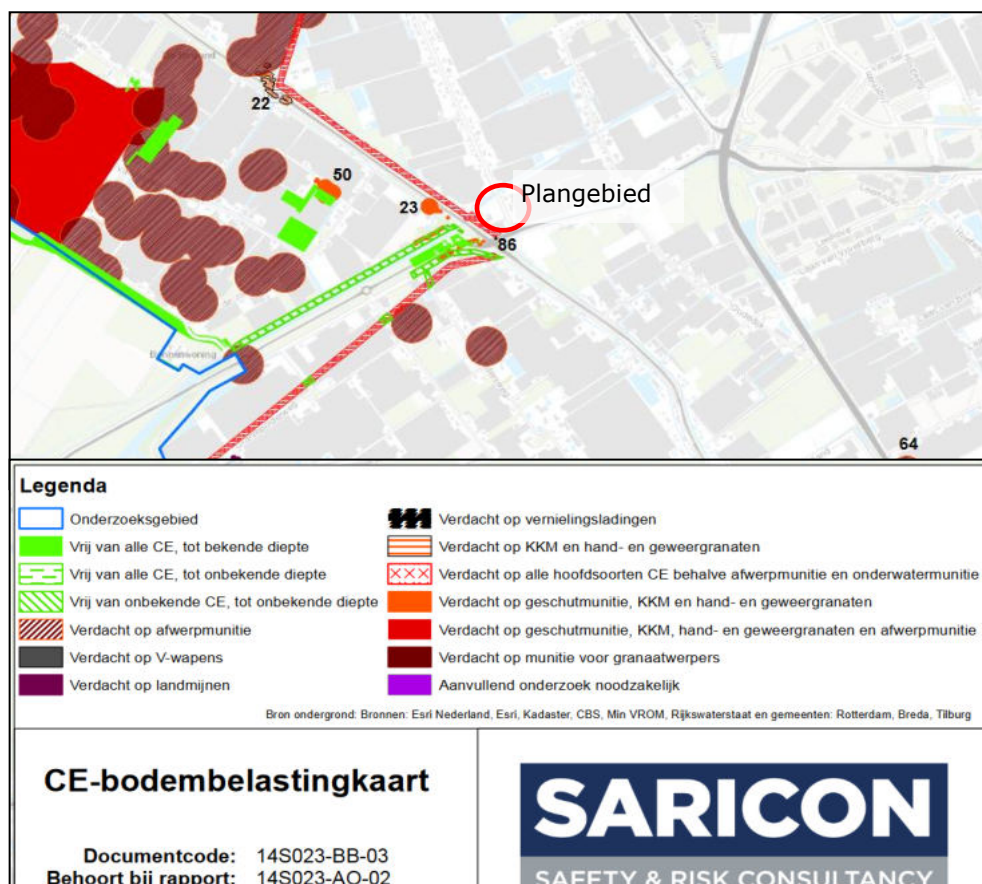 22
50
23
Plangebied
86
64
Legenda
Onderzoeksgebied
Vrij van alle CE, tot bekende diepte
Vrij van alle CE, tot onbekende diepte
Vrij van onbekende CE, tot onbekende diepte
Verdacht op afwerpmunitie
Verdacht op V-wapens
Verdacht op landmijnen
Verdacht op vernielingsladingen
Verdacht op KKM en hand- en geweergranaten
Verdacht op alle hoofdsoorten CE behalve afwerpmunitie en onderwatermunitie
Verdacht op geschutmunitie, KKM en hand- en geweergranaten
Verdacht op geschutmunitie, KKM, hand- en geweergranaten en afwerpmunitie
Verdacht op munitie voor granaatwerpers
Aanvullend onderzoek noodzakelijk
Bron ondergrond: Bronnen: Esri Nederland, Esri, Kadaster, CBS, Min VROM, Rijkswaterstaat en gemeenten: Rotterdam, Breda, Tilburg
CE-bodembelastingkaart
Documentcode: 14S023-BB-03
Behoort bij rapport: 14S023-AO-02
SARICON
SAFETY & RISK CONSULTANCY